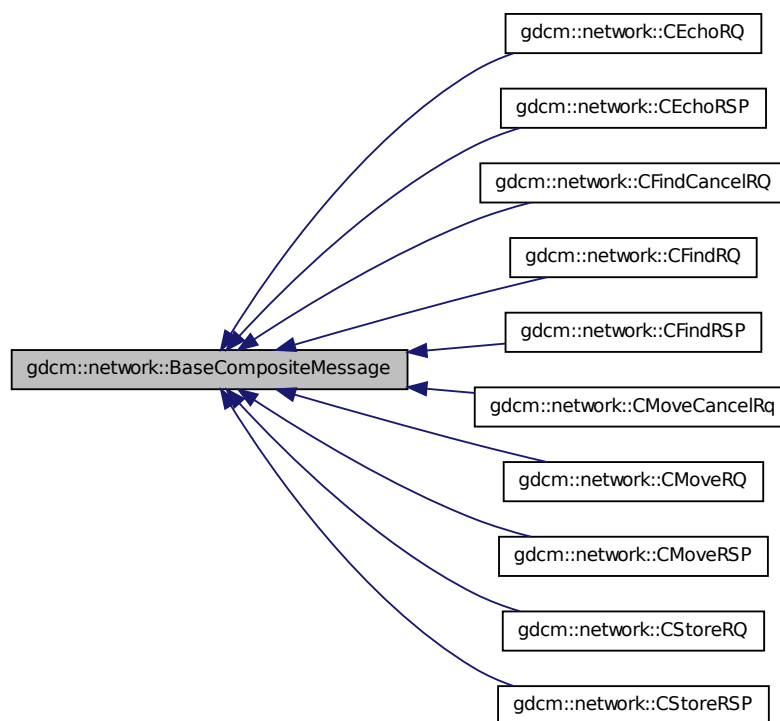 gdcm::network::CEchoRQ
gdcm::network::CEchoRSP
gdcm::network::CFindCancelRQ
gdcm::network::CFindRQ
gdcm::network::CFindRSP
gdcm::network::BaseCompositeMessage
gdcm::network::CMoveCancelRq
gdcm::network::CMoveRQ
gdcm::network::CMoveRSP
gdcm::network::CStoreRQ
gdcm::network::CStoreRSP